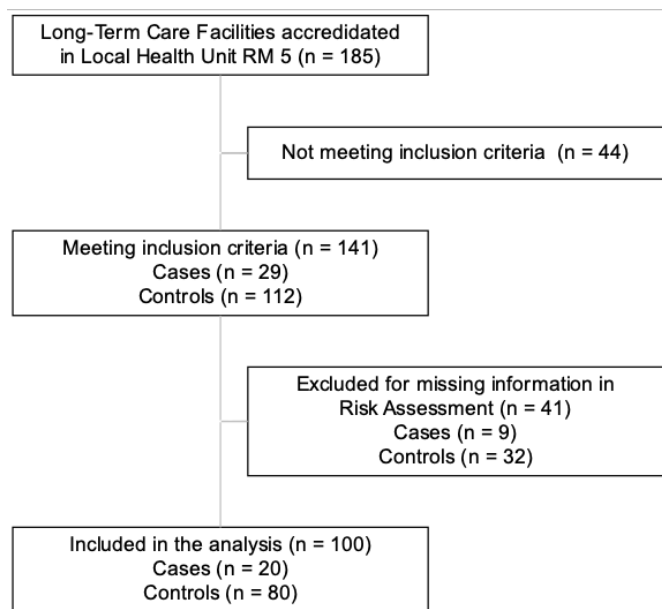 Long-Term Care Facilities accredidated
in Local Health Unit RM 5 (n = 185)
Not meeting inclusion criteria (n = 44)
Meeting inclusion criteria (n = 141)
Cases (n = 29)
Controls (n = 112)
Excluded for missing information in
Risk Assessment (n = 41)
Cases (n = 9)
Controls (n = 32)
Included in the analysis (n = 100)
Cases (n = 20)
Controls (n = 80)